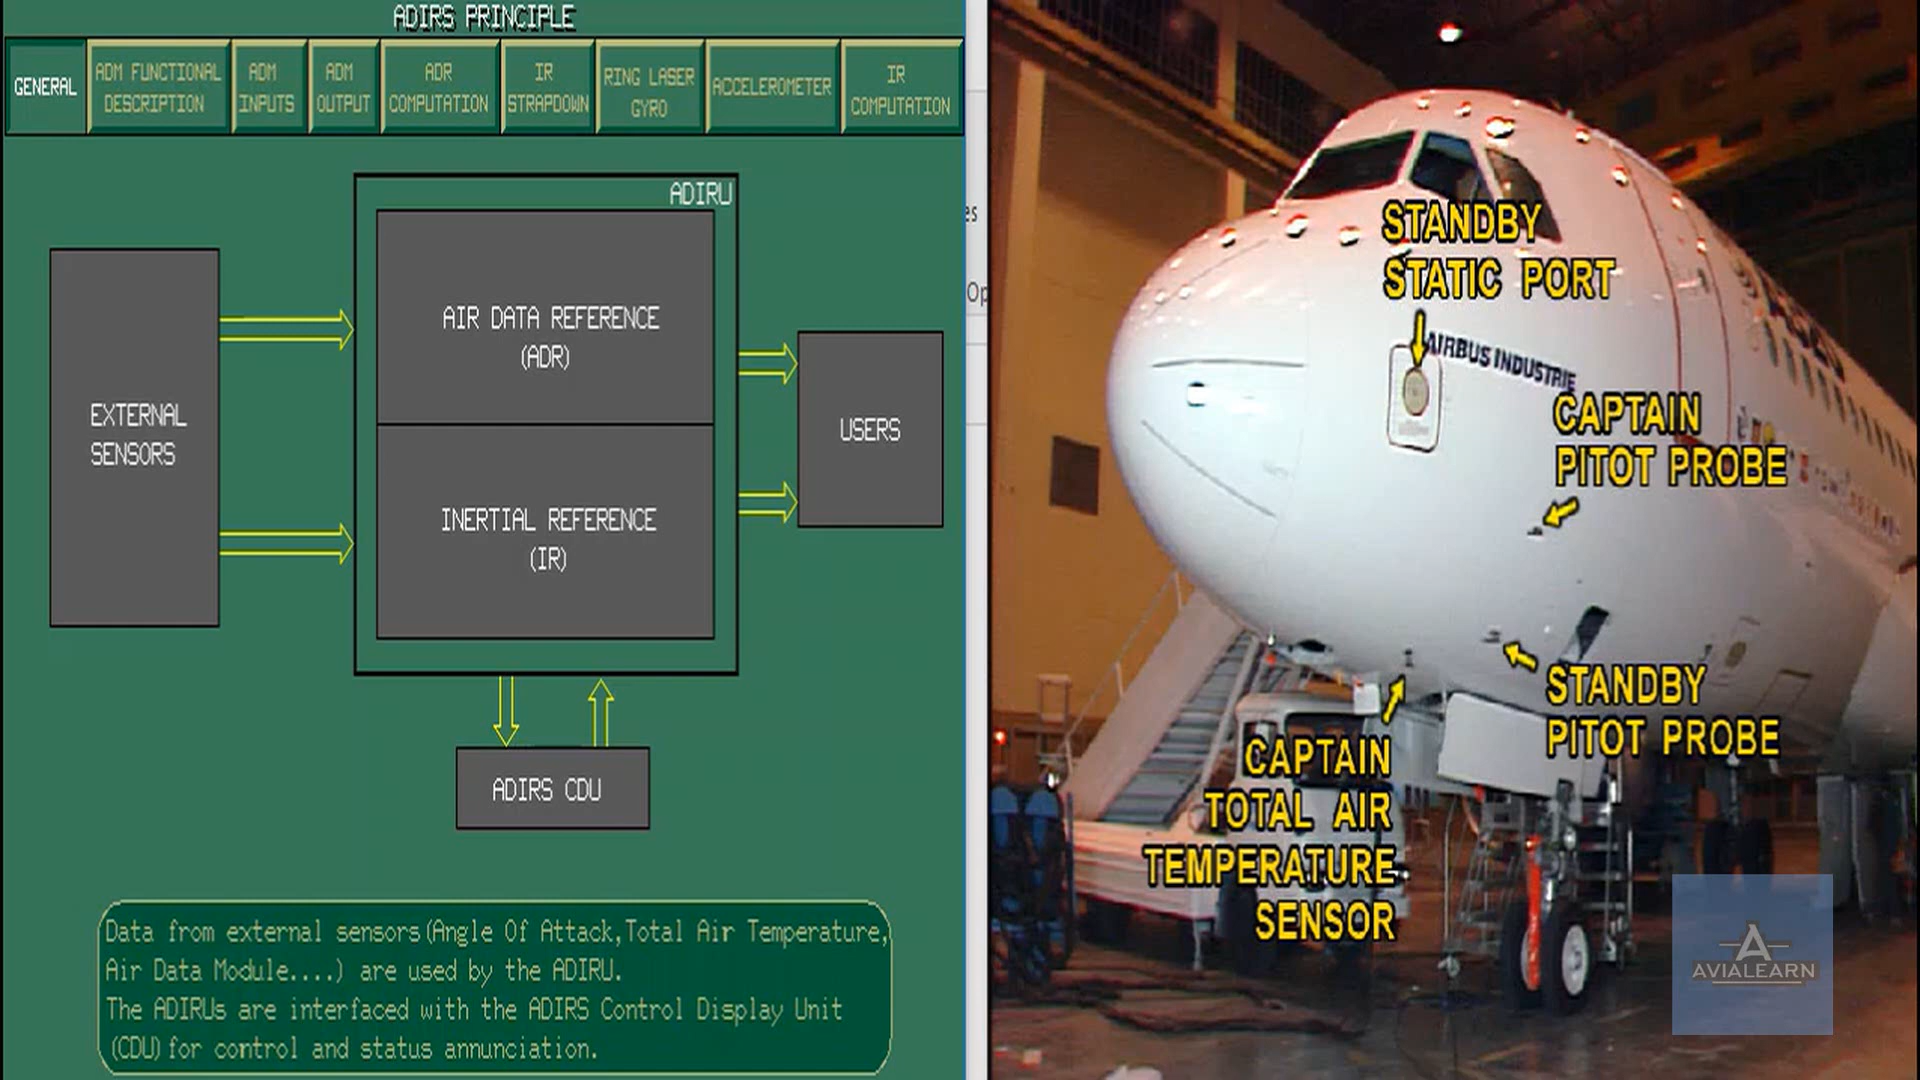 ADIRS PRINCIPLE
GENERAL
ADM FUNCTIONAL
DESCRIPTION
ADM
INPUTS
ADM
OUTPUT
ADR
COMPUTATION
IR
STRAPDOWN
RING LASER
GYRO
ACCELEROMETER
IR
COMPUTATION
ADIRU
AIR DATA REFERENCE
(ADR)
EXTERNAL
SENSORS
USERS
INERTIAL REFERENCE
(IR)
ADIRS CDU
Data from external sensors(Angle Of Attack,Total Air Temperature,
Air Data Module....) are used by the ADIRU.
The ADIRUs are interfaced with the ADIRS Control Display Unit
(CDU) for control and status annunciation.
es
Op
STANDBY
STATIC PORT
AIRBUS INDUSTRIE
CAPTAIN
PITOT PROBE
STANDBY
PITOT PROBE
CAPTAIN
TOTAL AIR
TEMPERATURE
SENSOR
AVIALEARN